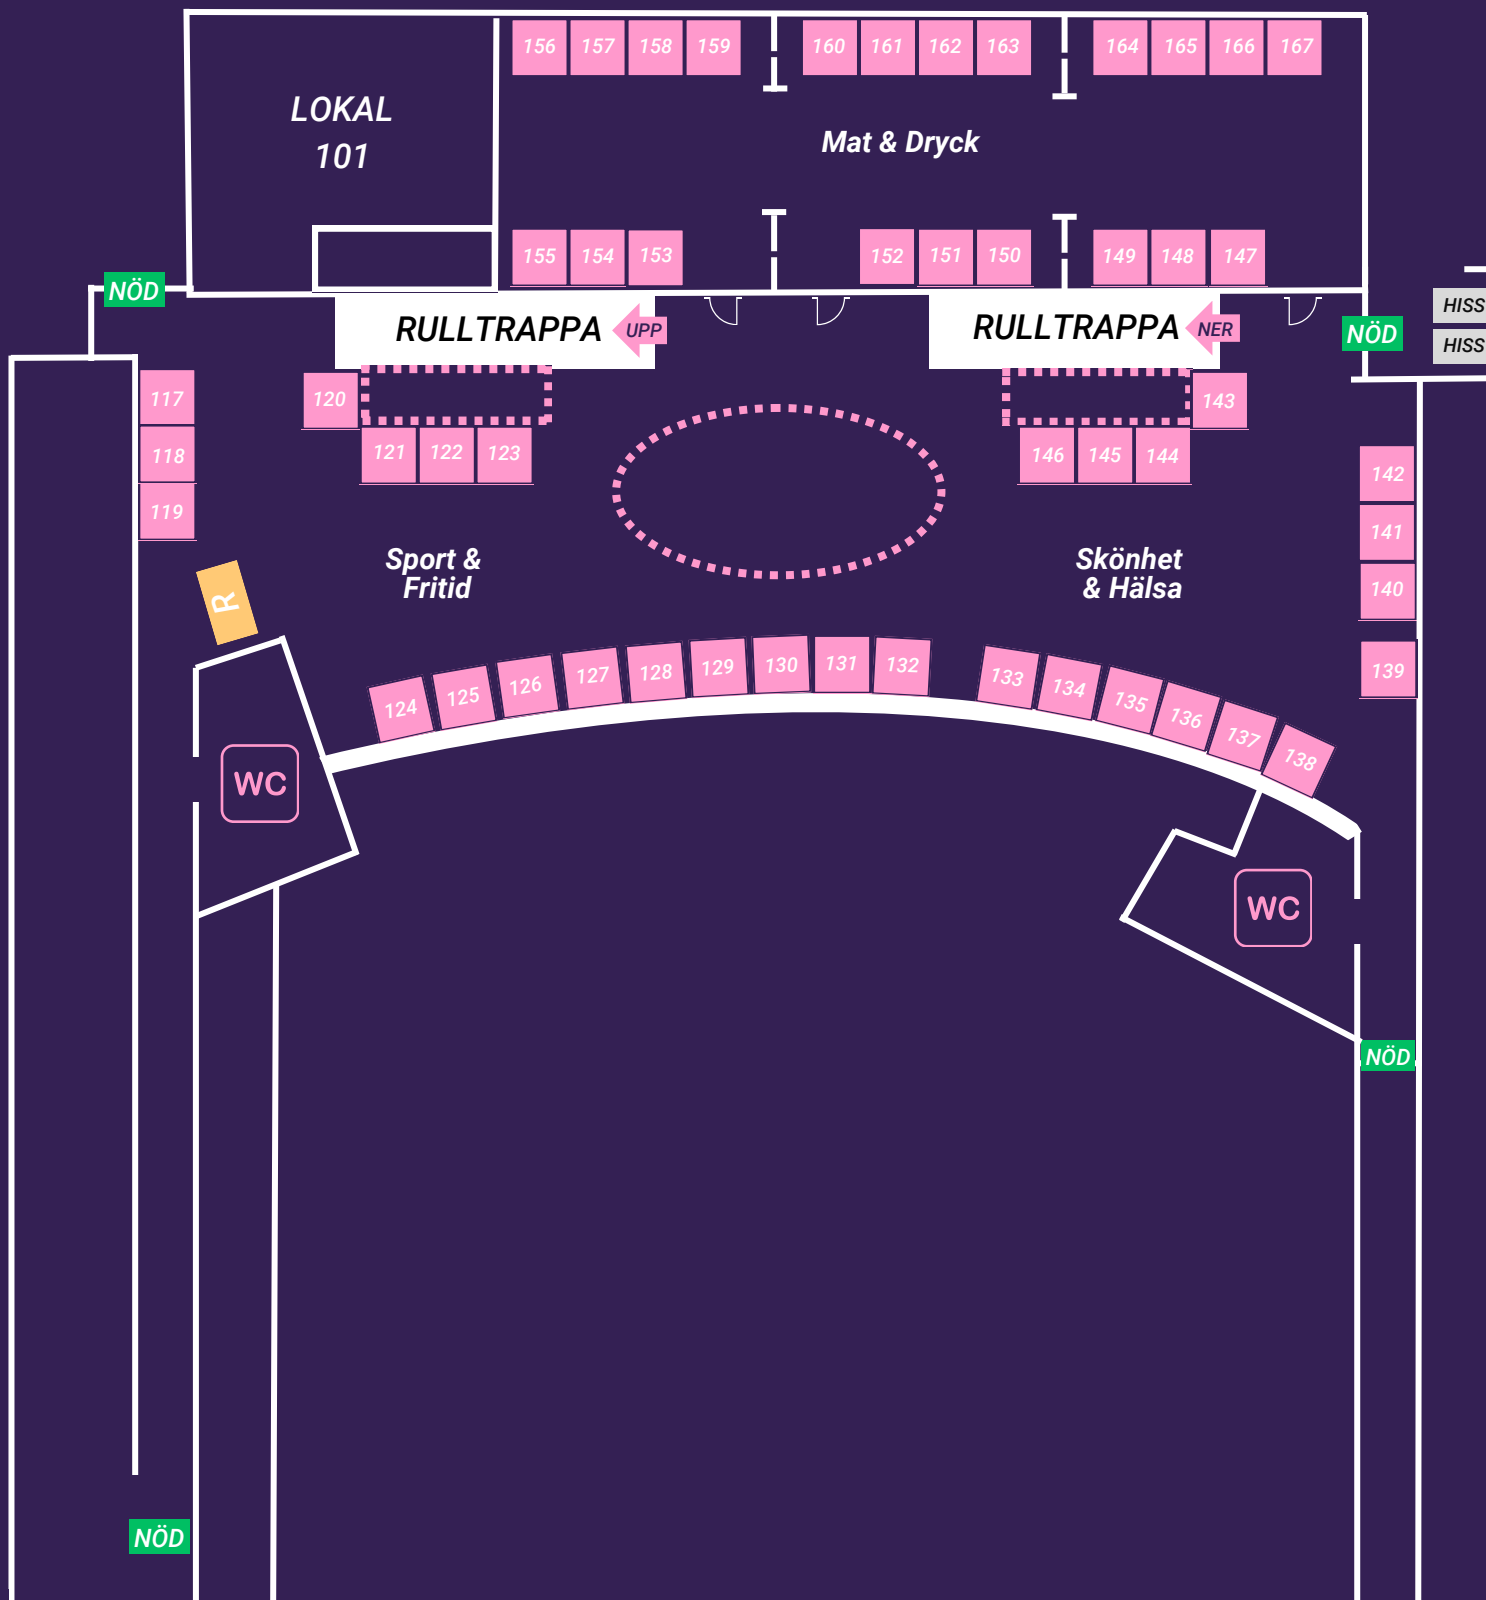 156 157 158 159 160 161 162 163 164 165 166 167
LOKAL
101
Mat & Dryck
155 154 153 152 151 150 149 148 147
NÖD
HISS
RULLTRAPPA UPP
RULLTRAPPA NER
NÖD
HISS
117
120
143
118
121 122 123
146 145 144
142
119
141
Sport &
Fritid
Skönhet
& Hälsa
140
R
124 125 126 127 128 129 130 131 132 133 134 135 136 137 138
139
WC
WC
NÖD
NÖD